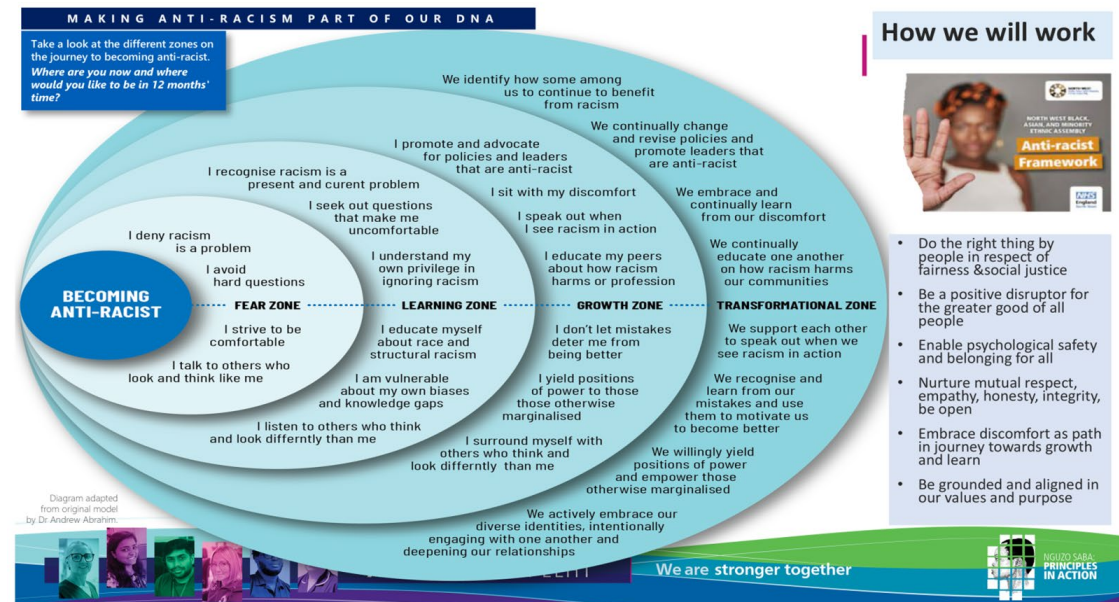 MAKING ANTI-RACISM PART OF OUR DNA
Take a look at the different zones on
the journey to becoming anti-racist.
Where are you now and where
would you like to be in 12 months'
time?
BECOMING
ANTI-RACIST
I deny racism
is a problem
I avoid
hard questions
FEAR ZONE
I strive to be
comfortable
I talk to others who
look and think like me
I recognise racism is a
present and curent problem
I seek out questions
that make me
uncomfortable
I understand my
own privilege in
ignoring racism
LEARNING ZONE
I educate myself
about race and
structural racism
I am vulnerable
about my own biases
and knowledge gaps
I listen to others who think
and look differntly than me
I promote and advocate
for policies and leaders
that are anti-racist
I sit with my discomfort
I speak out when
I see racism in action
I educate my peers
about how racism
harms or profession
GROWTH ZONE
I don't let mistakes
deter me from
being better
I yield positions
of power to those
those otherwise
marginalised
I surround myself with
others who think and
look differntly than me
We identify how some among
us to continue to benefit
from racism
We continually change
and revise policies and
promote leaders that
are anti-racist
We embrace and
continually learn
from our discomfort
We continually
educate one another
on how racism harms
our communities
TRANSFORMATIONAL ZONE
We support each other
to speak out when we
see racism in action
We recognise and
learn from our
mistakes and use
them to motivate us
to become better
We willingly yield
positions of power
and empower those
otherwise marginalised
We actively embrace our
diverse identities, intentionally
engaging with one another and
deepening our relationships
Diagram adapted
from original model
by Dr Andrew Abrahim.
How we will work
NORTH WEST BLACK,
ASIAN, AND MINORITY
ETHNIC ASSEMBLY
Anti-racist
Framework
NHS
England
• Do the right thing by
people in respect of
fairness &social justice
• Be a positive disruptor for
the greater good of all
people
• Enable psychological safety
and belonging for all
• Nurture mutual respect,
empathy, honesty, integrity,
be open
• Embrace discomfort as path
in journey towards growth
and learn
• Be grounded and aligned in
our values and purpose
We are stronger together
NGUZO SABA:
PRINCIPLES
IN ACTION